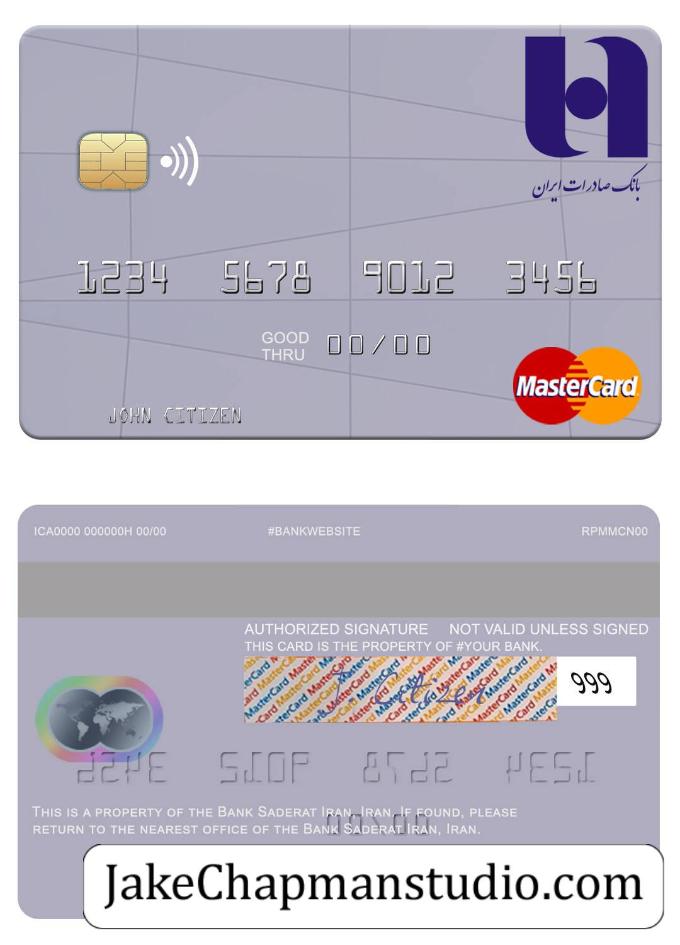 بانک صادرات ایران
1234 5678 9012 3456
GOOD
THRU 00/00
MasterCard
JOHN CITIZEN
ICA0000 000000H 00/00 #BANKWEBSITE RPMMCN00
AUTHORIZED SIGNATURE NOT VALID UNLESS SIGNED
THIS CARD IS THE PROPERTY OF #YOUR BANK.
J. Citizen 999
THIS IS A PROPERTY OF THE BANK SADERAT IRAN, IRAN. IF FOUND, PLEASE
RETURN TO THE NEAREST OFFICE OF THE BANK SADERAT IRAN, IRAN.
JakeChapmanstudio.com